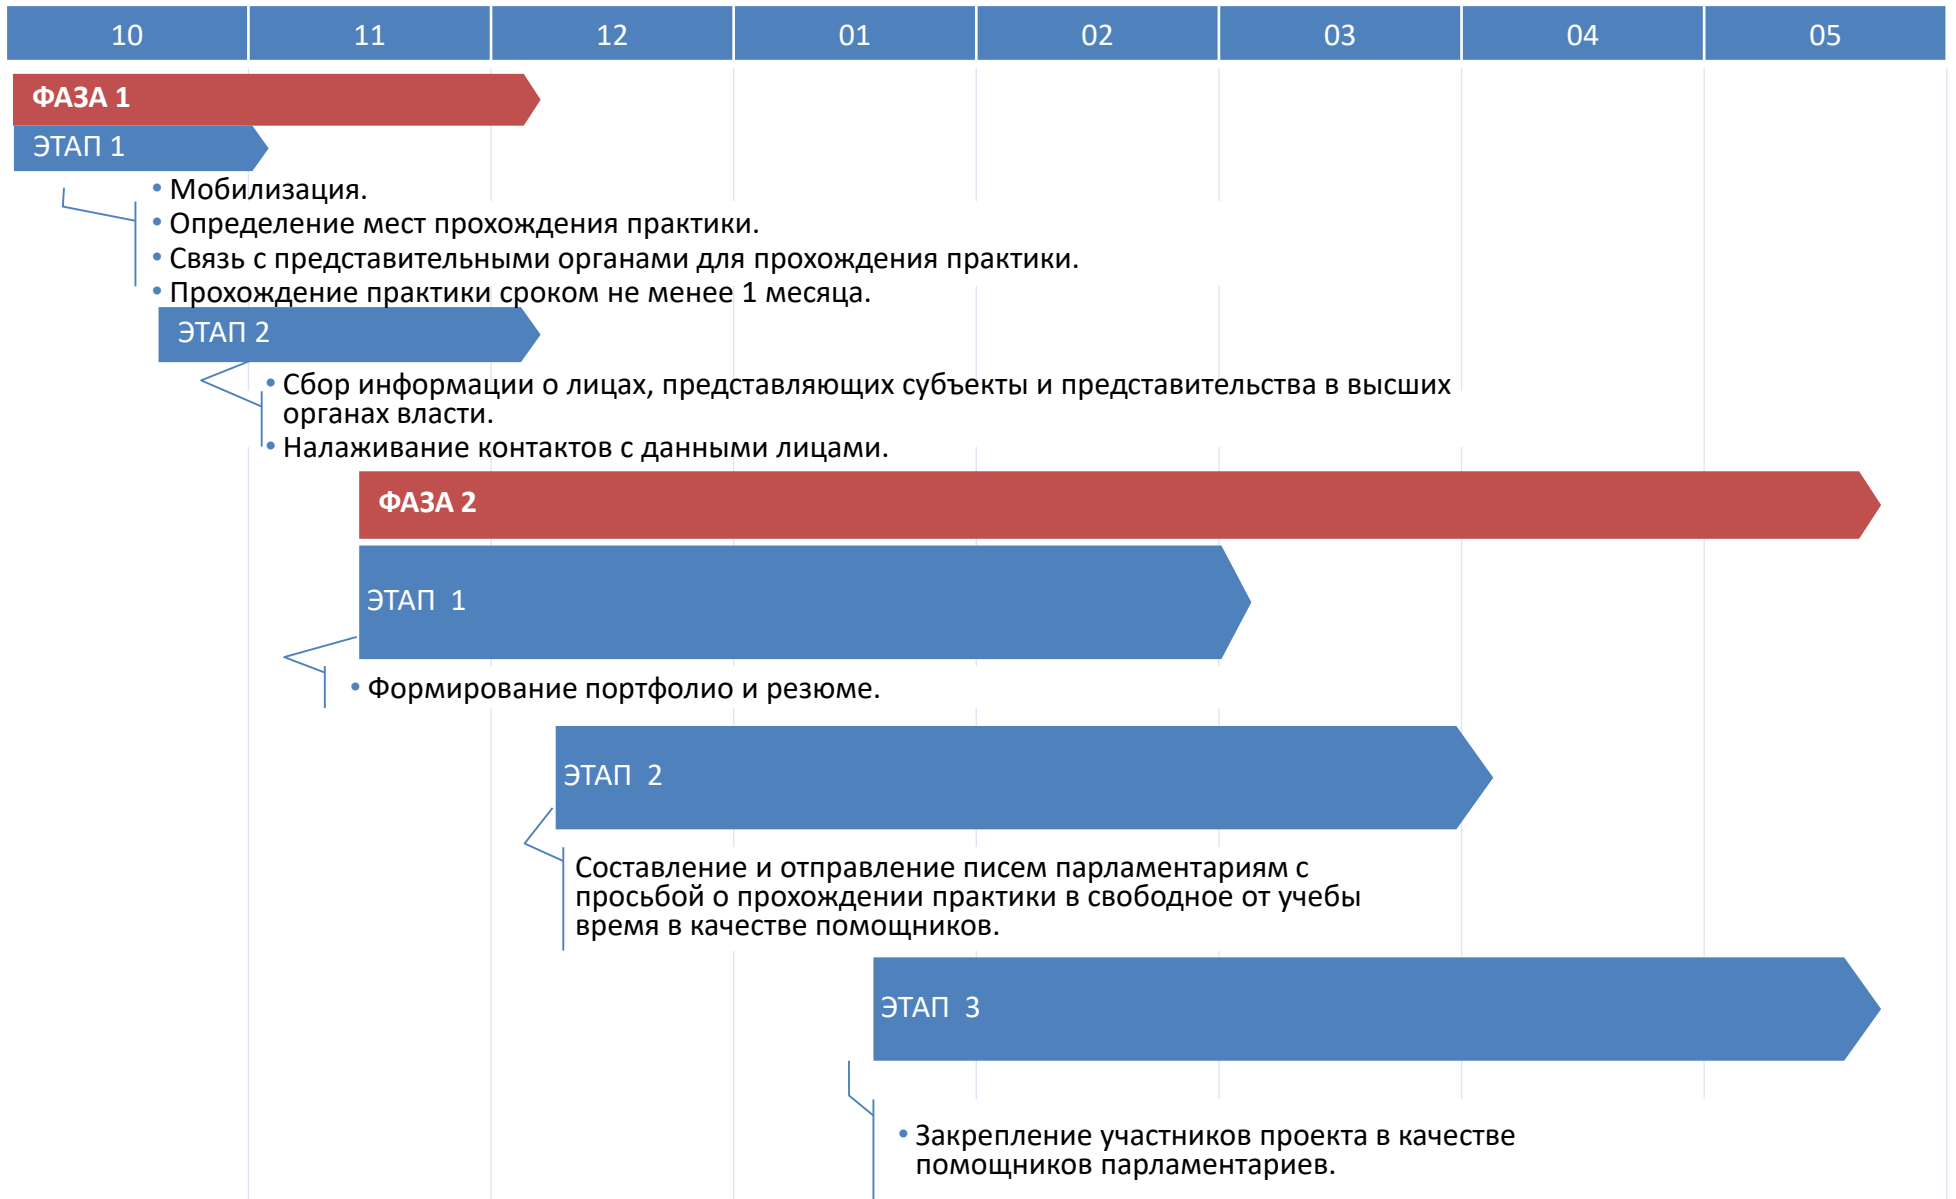 10 11 12 01 02 03 04 05
ФАЗА 1
ЭТАП 1
• Мобилизация.
• Определение мест прохождения практики.
• Связь с представительными органами для прохождения практики.
• Прохождение практики сроком не менее 1 месяца.
ЭТАП 2
• Сбор информации о лицах, представляющих субъекты и представительства в высших
органах власти.
• Налаживание контактов с данными лицами.
ФАЗА 2
ЭТАП 1
• Формирование портфолио и резюме.
ЭТАП 2
Составление и отправление писем парламентариям с
просьбой о прохождении практики в свободное от учебы
время в качестве помощников.
ЭТАП 3
• Закрепление участников проекта в качестве
помощников парламентариев.